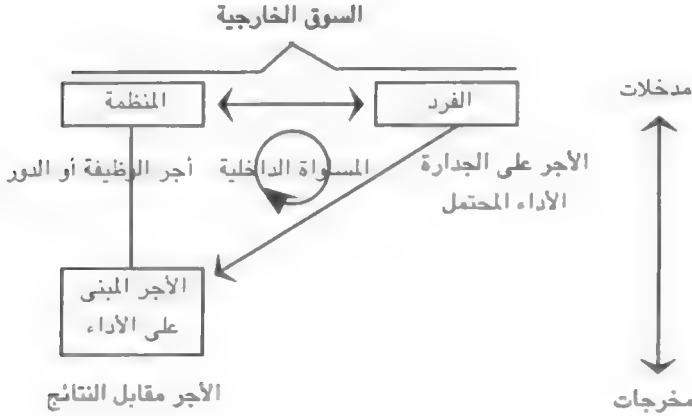 السوق الخارجية
المنظمة
الفرد
مدخلات
أجر الوظيفة أو الدور
المساواة الداخلية
الأجر على الجدارة
الأداء المحتمل
الأجر المبنى
على الأداء
الأجر مقابل النتائج
مخرجات